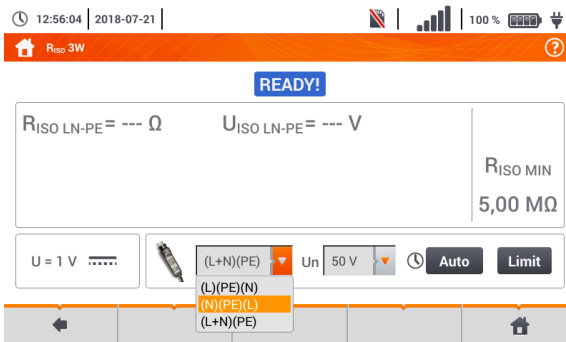 12:56:04 2018-07-21 100 %
RISO 3W ?
READY!
RISO LN-PE= --- Ω UISO LN-PE= --- V
RISO MIN
5,00 MΩ
U = 1 V (L+N)(PE) Un 50 V Auto Limit
(L)(PE)(N)
(N)(PE)(L)
(L+N)(PE)